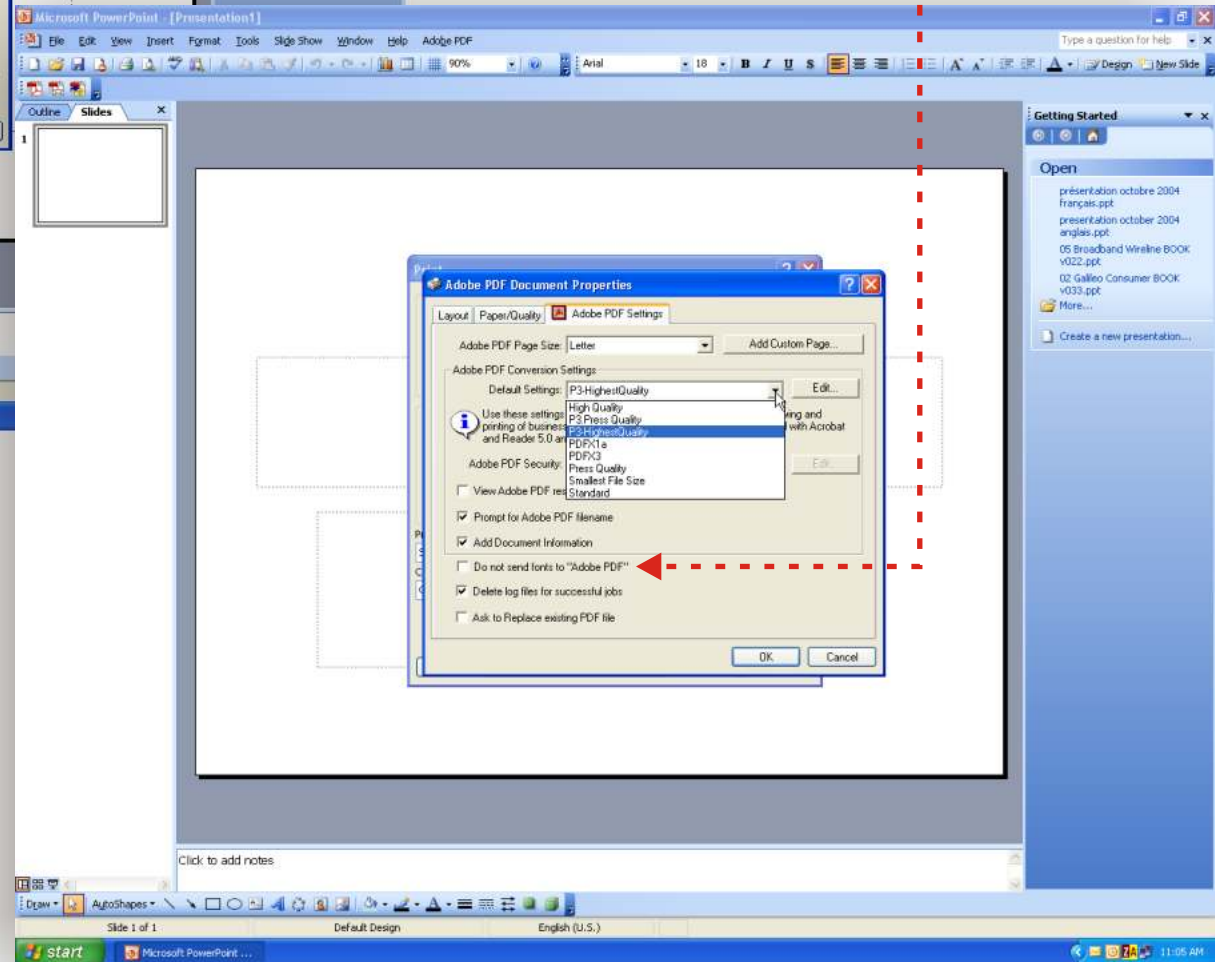 Microsoft PowerPoint - [Presentation1]
File Edit View Insert Format Tools Slide Show Window Help Adobe PDF
Type a question for help
90%
Arial
18
B I U S
A A
A
Design
New Slide
Outline
Slides
1
Getting Started
Open
présentation octobre 2004
français.ppt
presentation october 2004
anglais.ppt
05 Broadband Wireline BOOK
v022.ppt
02 Galileo Consumer BOOK
v033.ppt
More...
Create a new presentation...
Adobe PDF Document Properties
Layout
Paper/Quality
Adobe PDF Settings
Adobe PDF Page Size: Letter
Add Custom Page...
Adobe PDF Conversion Settings
Default Settings: P3-HighestQuality
Edit...
High Quality
P3.Press Quality
P3-HighestQuality
PDFX1a
PDFX3
Press Quality
Smallest File Size
Standard
Use these settings
printing of business
and Reader 5.0
and
with Acrobat
Adobe PDF Security:
Edit...
View Adobe PDF
Prompt for Adobe PDF filename
Add Document Information
Do not send fonts to "Adobe PDF"
Delete log files for successful jobs
Ask to Replace existing PDF file
OK
Cancel
Click to add notes
Draw
AutoShapes
Slide 1 of 1
Default Design
English (U.S.)
start
Microsoft PowerPoint ...
11:05 AM